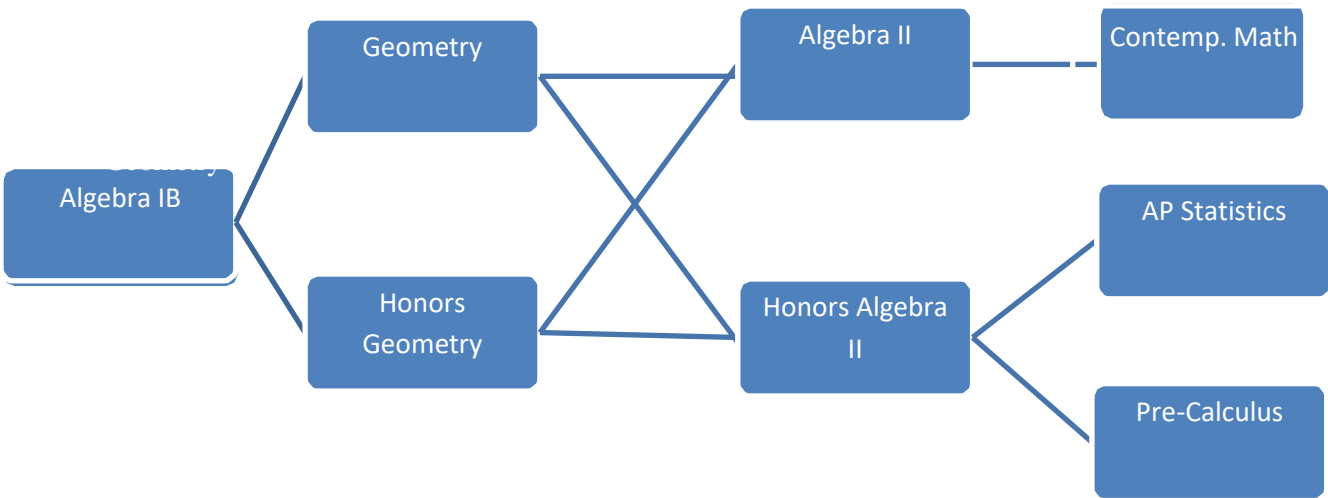 Geometry
Algebra II
Contemp. Math
Algebra IB
AP Statistics
Honors
Geometry
Honors Algebra
II
Pre-Calculus